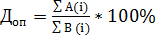 Доп = ∑ A(i) / ∑ B (i) * 100%